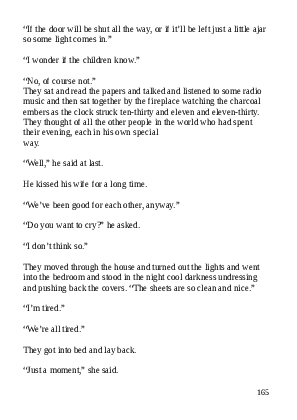 “If the door will be shut all the way, or if it’ll be left just a little ajar
so some light comes in.”
“I wonder if the children know.”
“No, of course not.”
They sat and read the papers and talked and listened to some radio
music and then sat together by the fireplace watching the charcoal
embers as the clock struck ten-thirty and eleven and eleven-thirty.
They thought of all the other people in the world who had spent
their evening, each in his own special
way.
“Well,” he said at last.
He kissed his wife for a long time.
“We’ve been good for each other, anyway.”
“Do you want to cry?” he asked.
“I don’t think so.”
They moved through the house and turned out the lights and went
into the bedroom and stood in the night cool darkness undressing
and pushing back the covers. “The sheets are so clean and nice.”
“I’m tired.”
“We’re all tired.”
They got into bed and lay back.
“Just a moment,” she said.
165